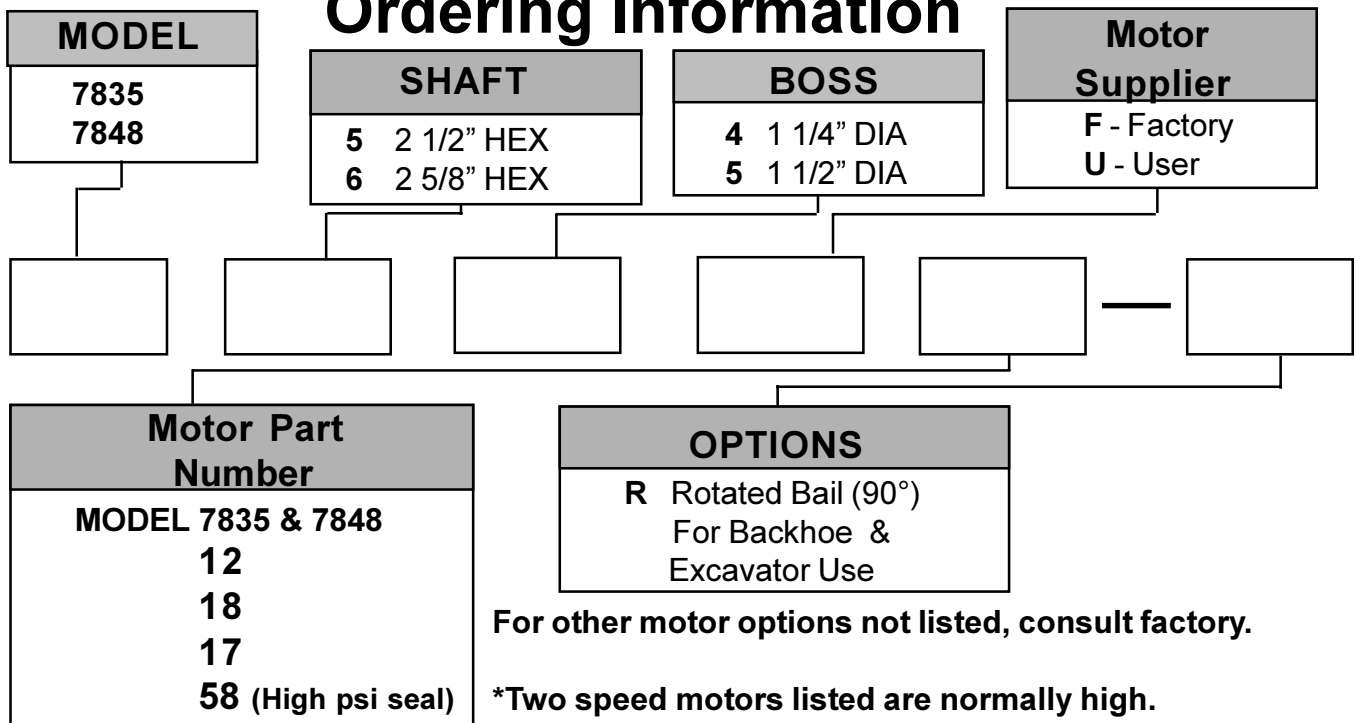 Ordering Information
MODEL
7835
7848
SHAFT
5 2 1/2” HEX
6 2 5/8” HEX
BOSS
4 1 1/4” DIA
5 1 1/2” DIA
Motor
Supplier
F - Factory
U - User
Motor Part
Number
MODEL 7835 & 7848
12
18
17
58 (High psi seal)
OPTIONS
R Rotated Bail (90°)
For Backhoe &
Excavator Use
For other motor options not listed, consult factory.
*Two speed motors listed are normally high.